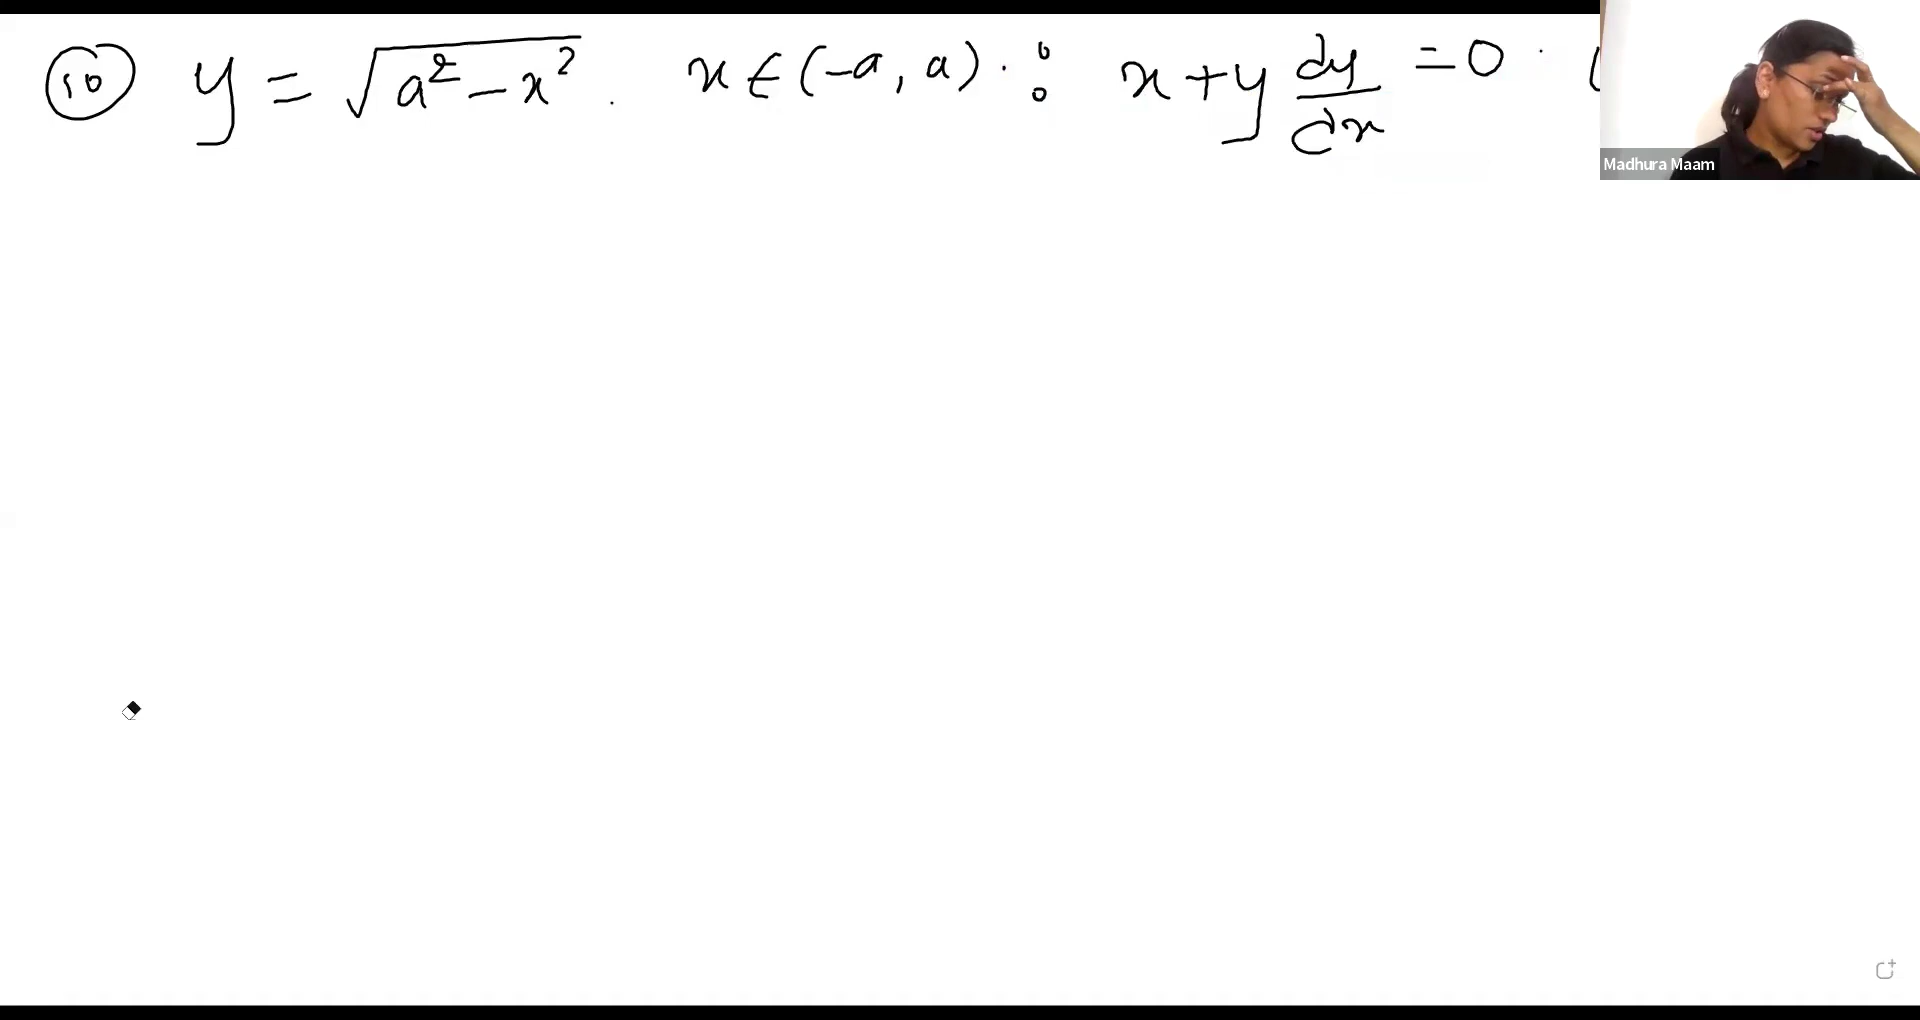 10 y = √(a² - x²). x ∈ (-a, a). : x + y dy/dx = 0. (
Madhura Maam